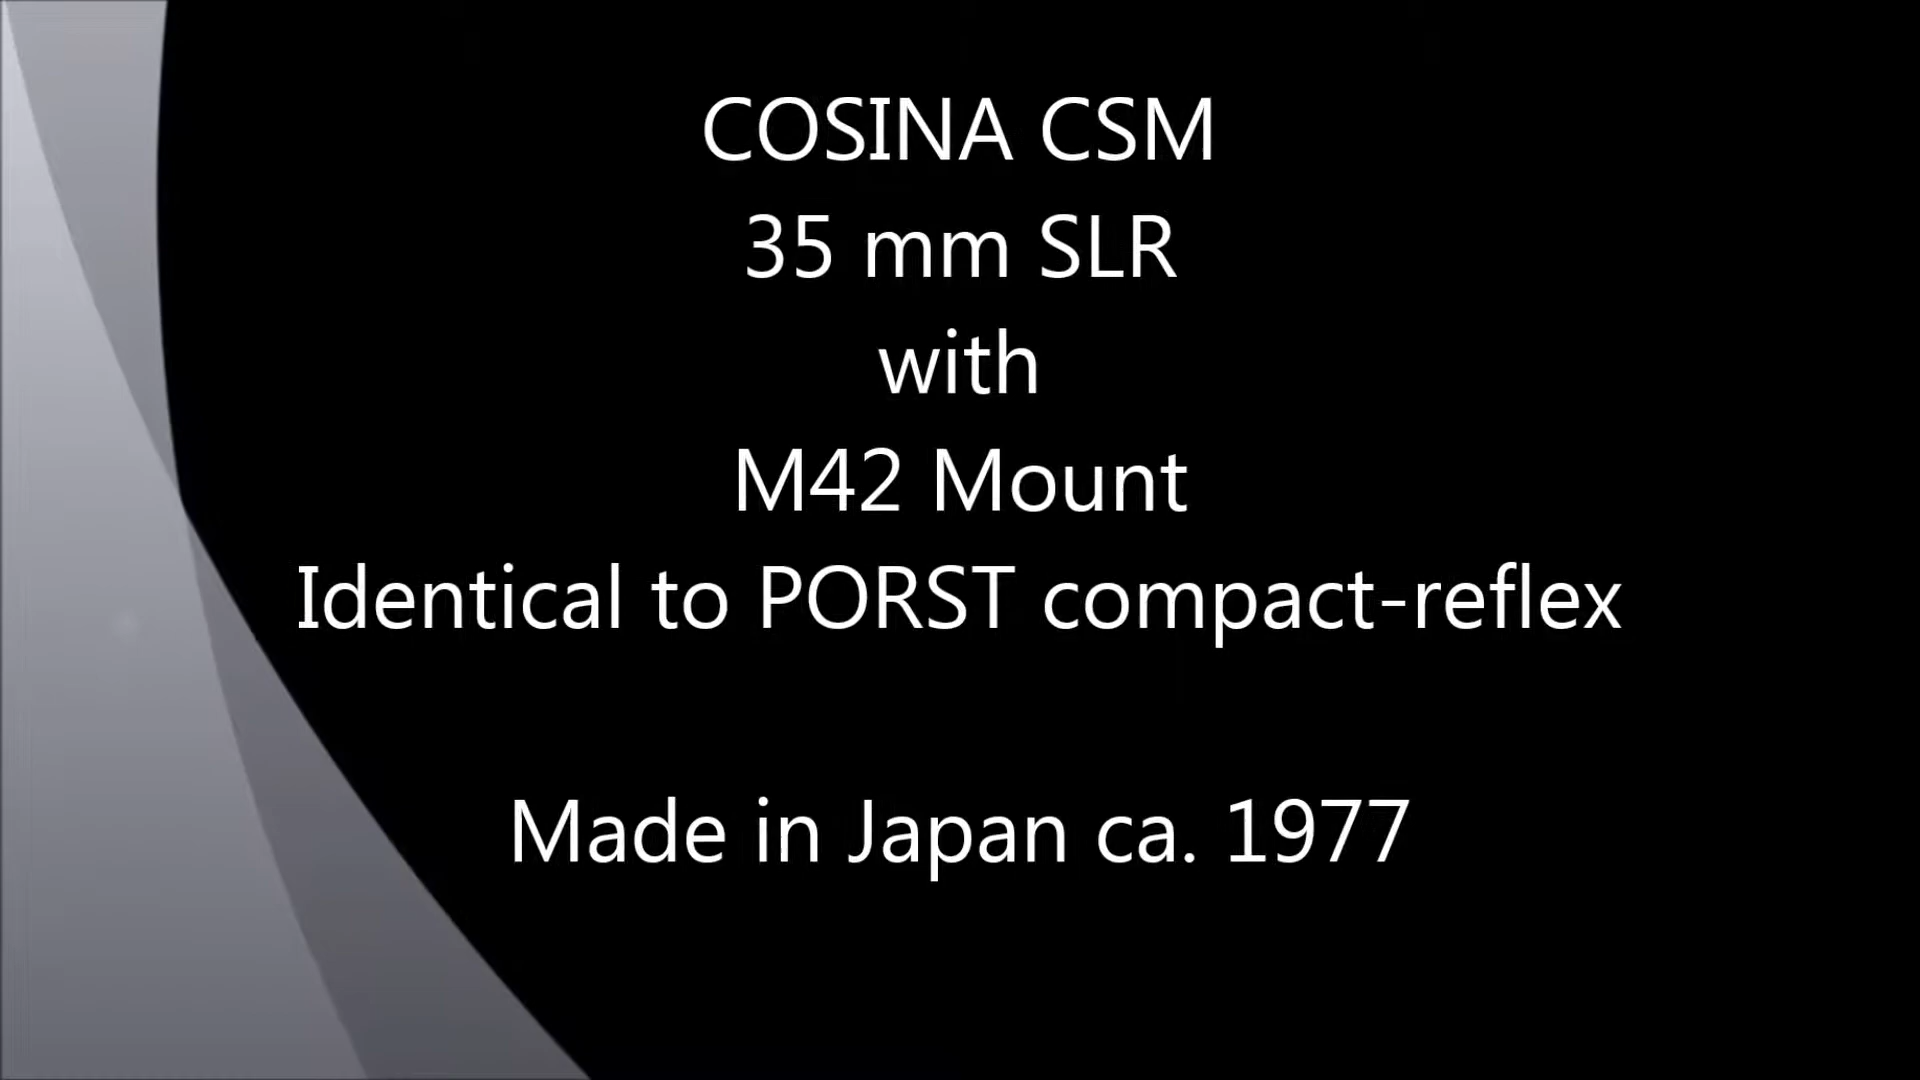 COSINA CSM
35 mm SLR
with
M42 Mount
Identical to PORST compact-reflex
Made in Japan ca. 1977